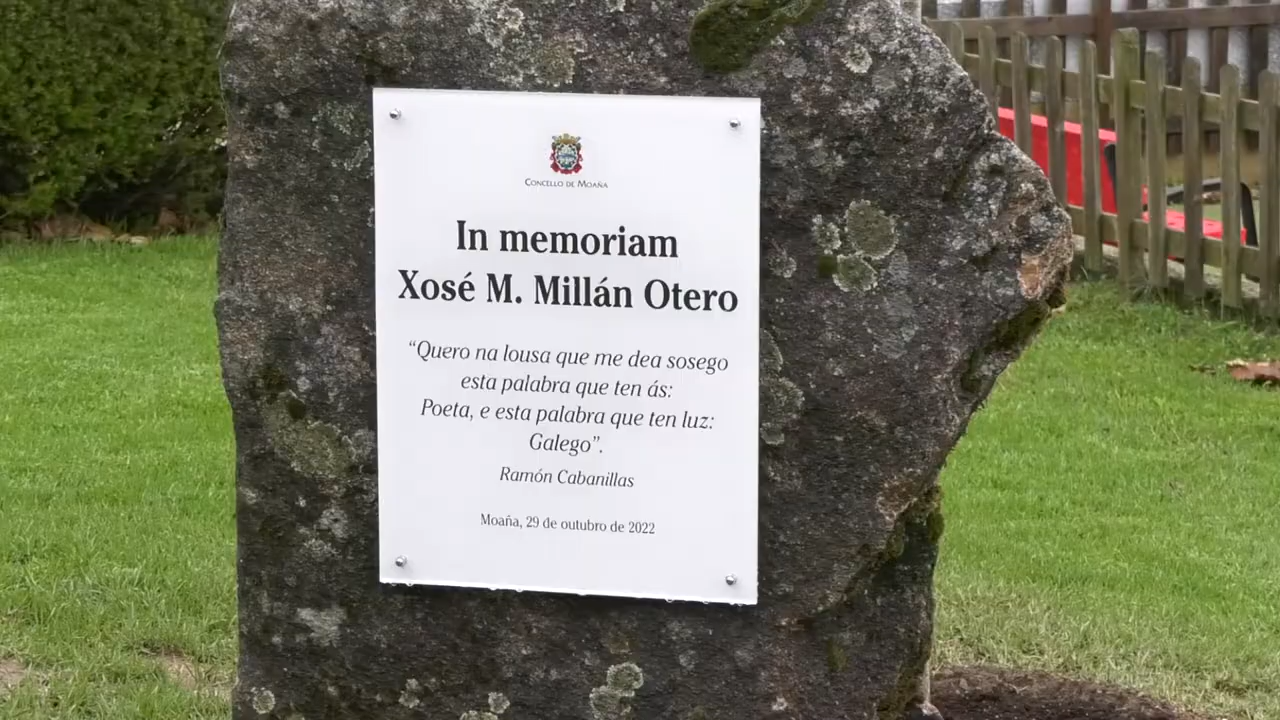 CONCELLO DE MOAÑA
In memoriam
Xosé M. Millán Otero
“Quero na lousa que me dea sosego
esta palabra que ten ás:
Poeta, e esta palabra que ten luz:
Galego”.
Ramón Cabanillas
Moaña, 29 de outubro de 2022